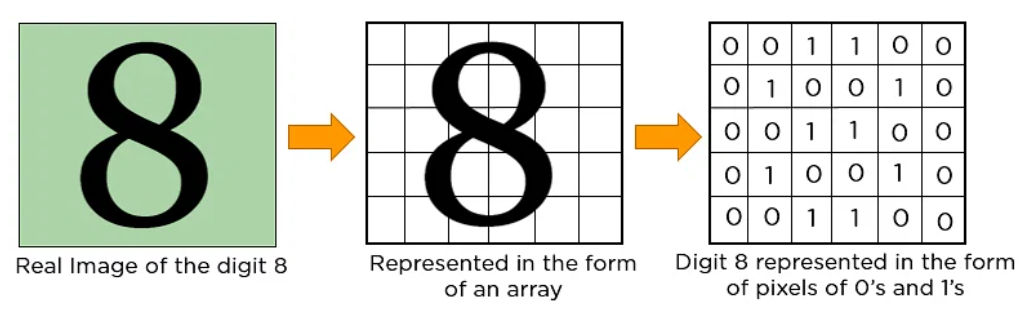 8
8
0 0 1 1 0 0
0 1 0 0 1 0
0 0 1 1 0 0
0 1 0 0 1 0
0 0 1 1 0 0
Real Image of the digit 8
Represented in the form
of an array
Digit 8 represented in the form
of pixels of 0's and 1's